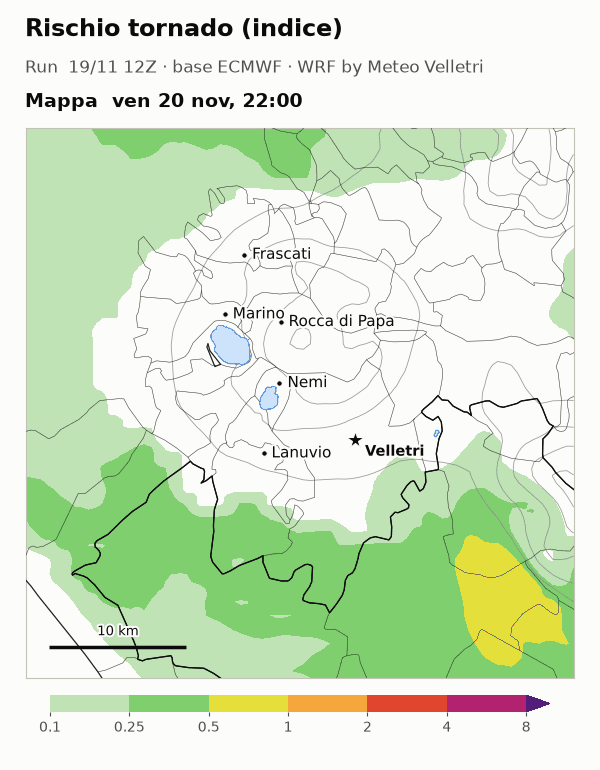 Rischio tornado (indice)
Run  19/11 12Z · base ECMWF · WRF by Meteo Velletri
Mappa  ven 20 nov, 22:00
Frascati
Marino
Rocca di Papa
Nemi
Velletri
Lanuvio
10 km
0.1 0.25 0.5 1 2 4 8